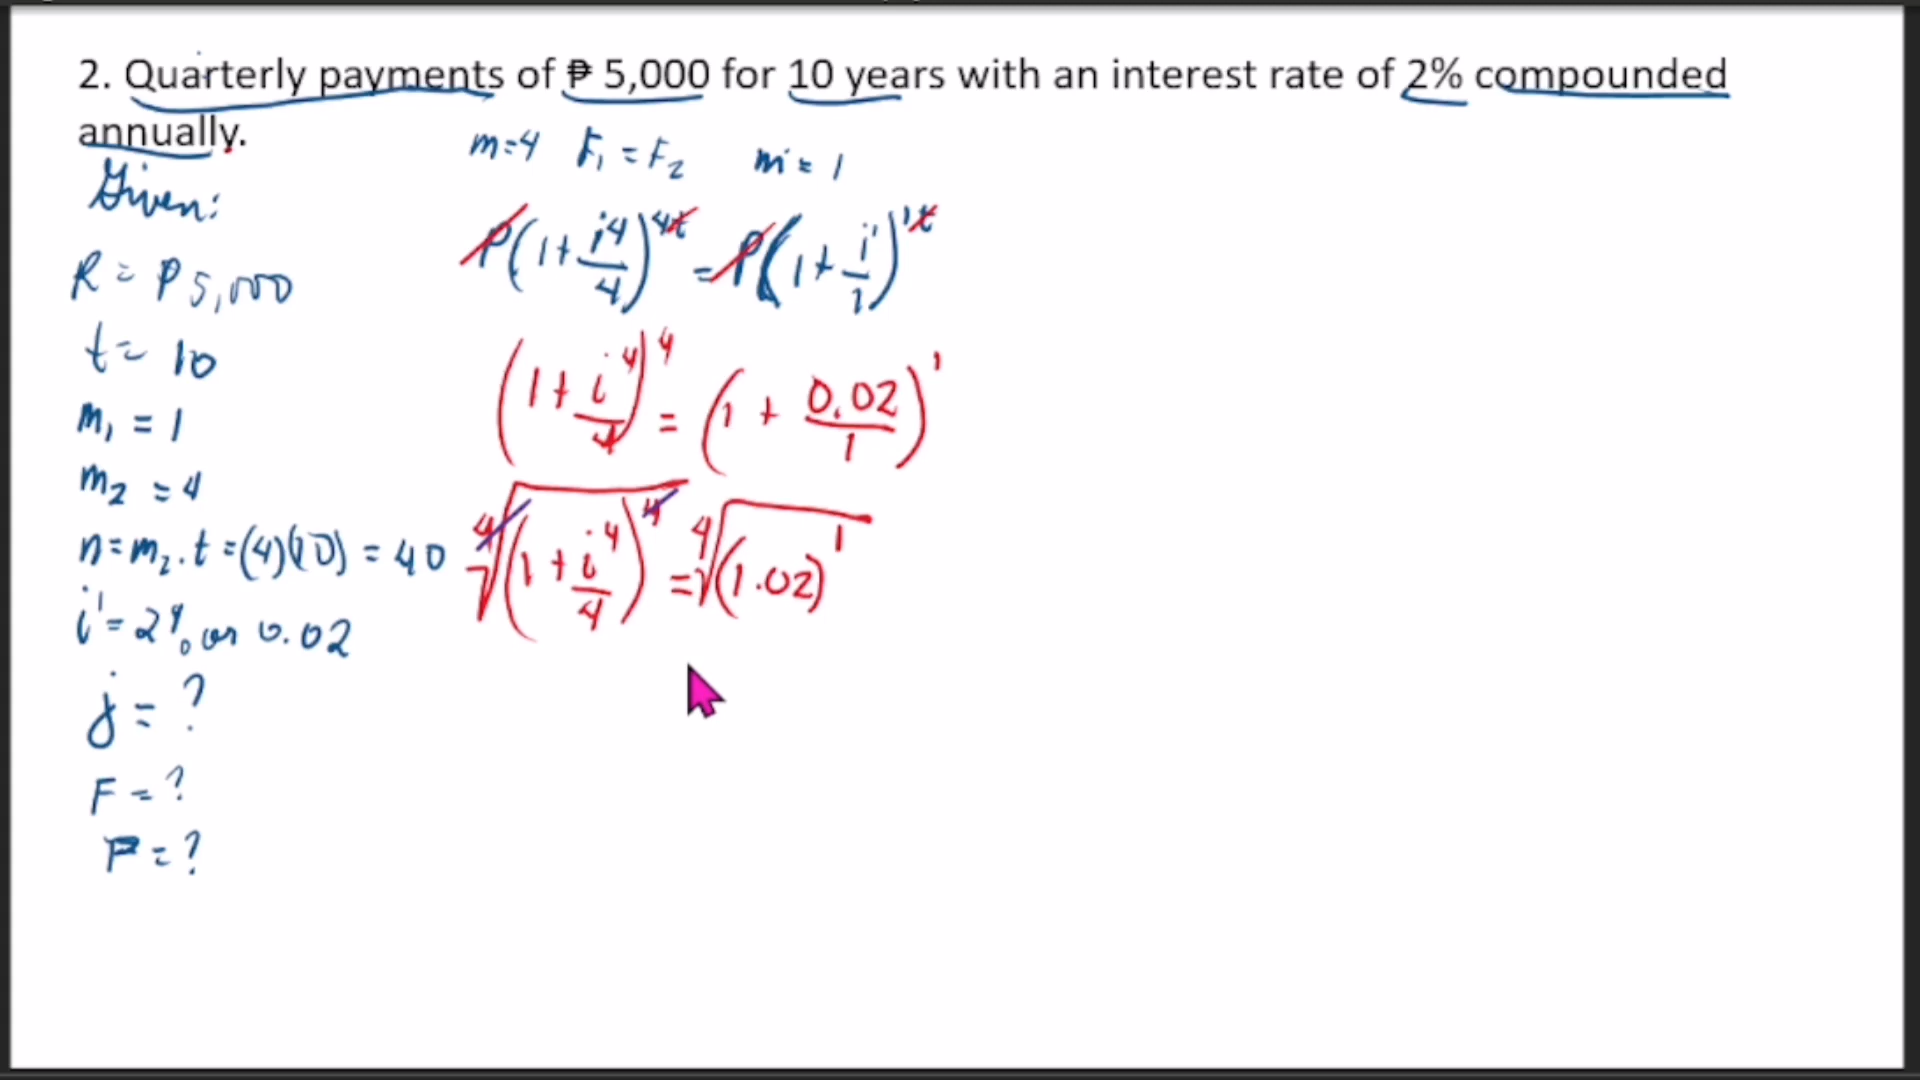 2. Quarterly payments of ₱ 5,000 for 10 years with an interest rate of 2% compounded
annually.
m=4 F₁ = F₂ m = 1
Given:
P(1+i⁴/4)^4t = P(1+i¹/1)^1t
R = ₱5,000
(1+i⁴/4)⁴ = (1 + 0.02/1)¹
t = 10
m₁ = 1
m₂ = 4
n = m₂·t = (4)(10) = 40
⁴√(1+i⁴/4)⁴ = ⁴√(1.02)¹
i¹ = 2% or 0.02
j = ?
F = ?
P = ?